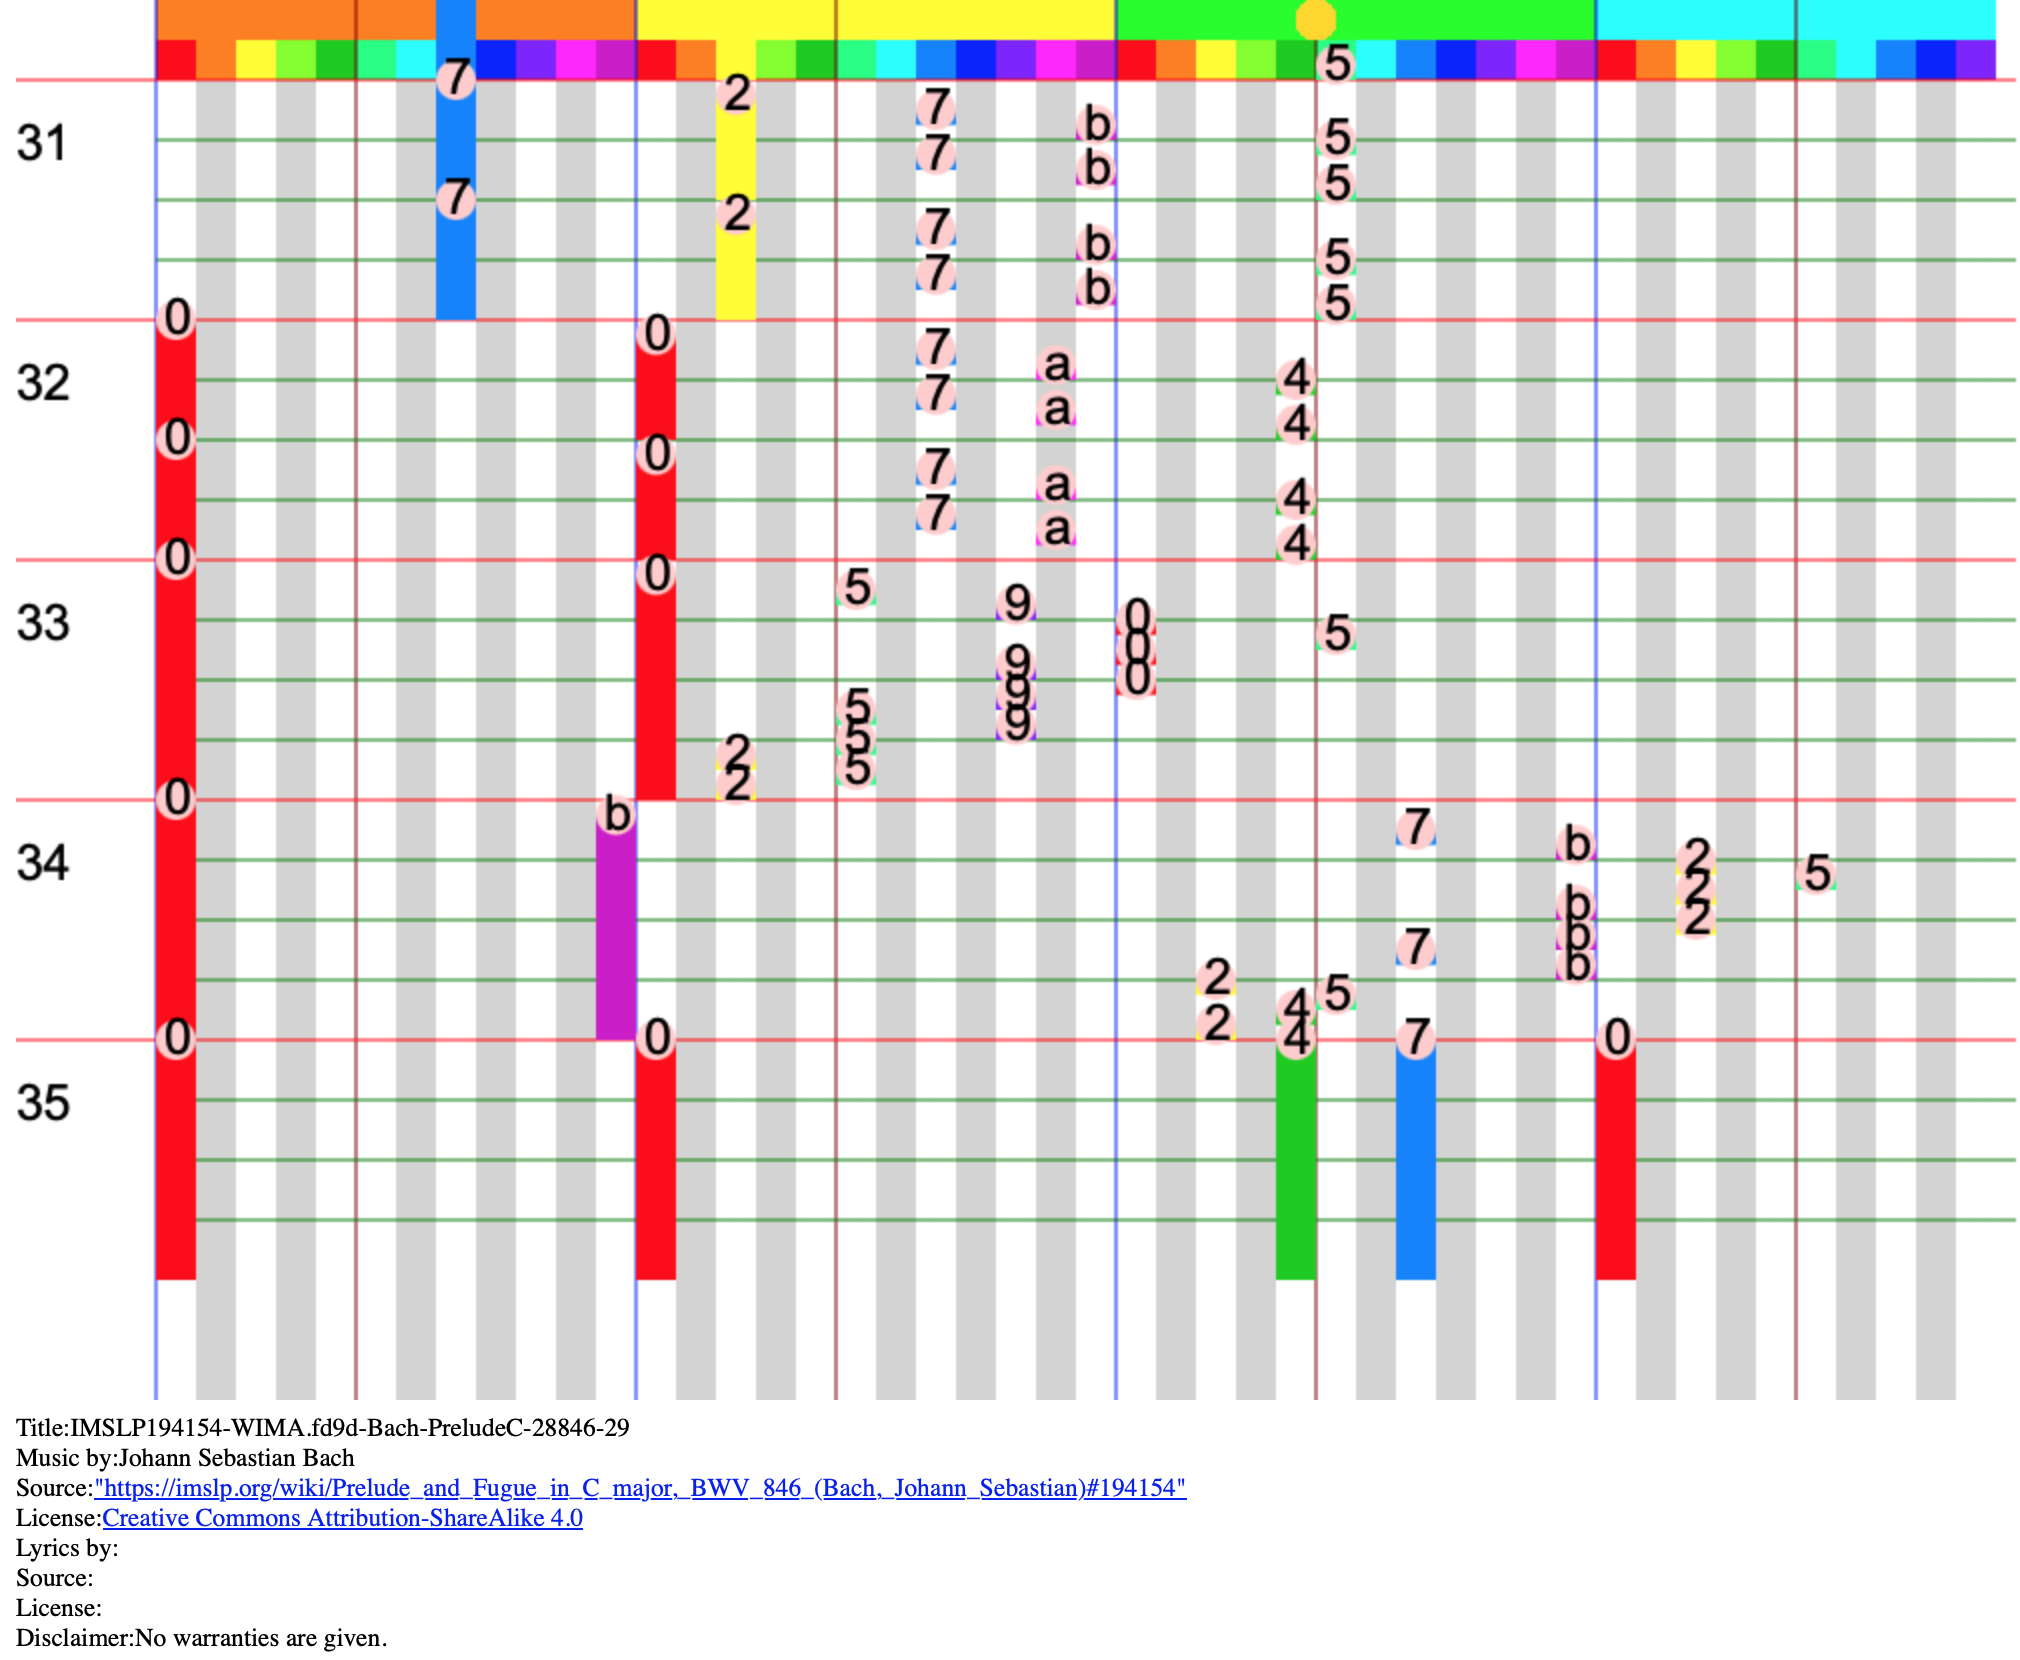 5
7
2
7
b
31
5
7
b
5
7
2
7
b
5
7
b
0
5
0
7
a
4
32
7
a
4
0
0
7
a
4
7
a
4
0
0
5
9
0
33
5
0
9
0
9
5
9
5
2
5
2
0
b
7
b
2
34
5
2
b
2
b
7
b
2
5
4
2
0
0
4
7
0
35
Title:IMSLP194154-WIMA.fd9d-Bach-PreludeC-28846-29
Music by:Johann Sebastian Bach
Source:"https://imslp.org/wiki/Prelude_and_Fugue_in_C_major,_BWV_846_(Bach,_Johann_Sebastian)#194154"
License:Creative Commons Attribution-ShareAlike 4.0
Lyrics by:
Source:
License:
Disclaimer:No warranties are given.